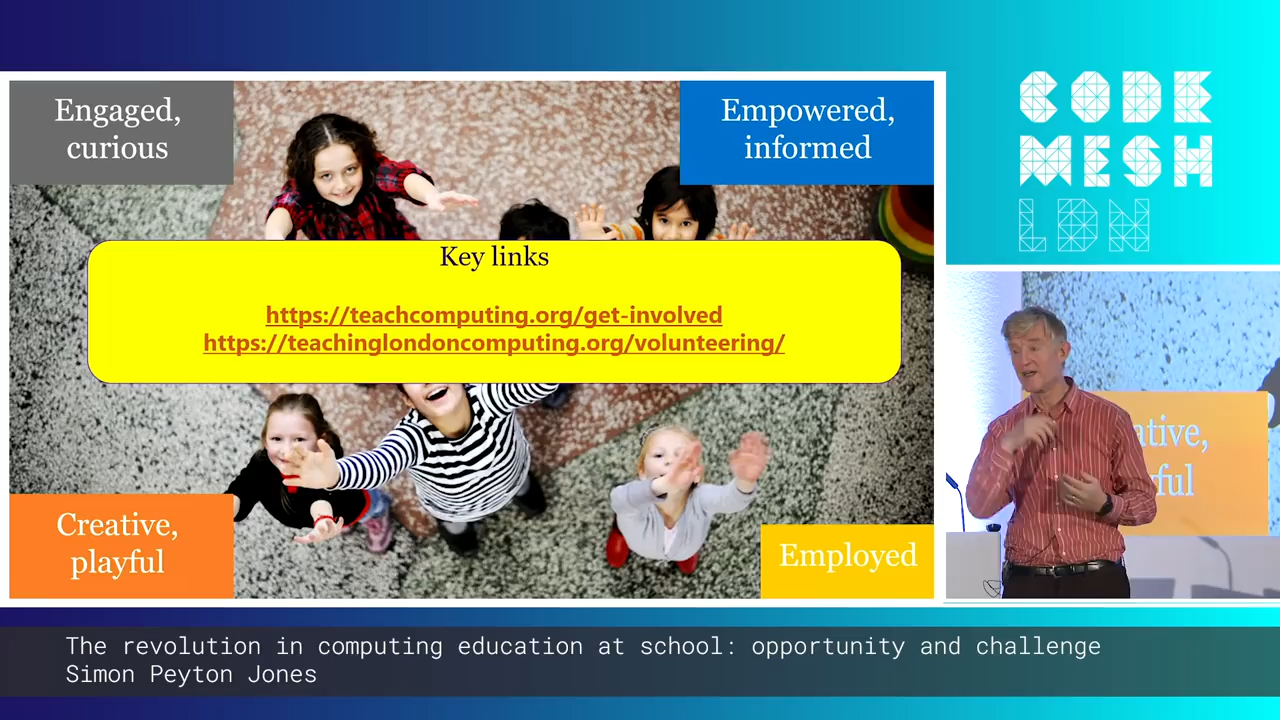 Engaged,
curious
Empowered,
informed
Key links
https://teachcomputing.org/get-involved
https://teachinglondoncomputing.org/volunteering/
Creative,
playful
Employed
CODE
MESH
LDN
The revolution in computing education at school: opportunity and challenge
Simon Peyton Jones